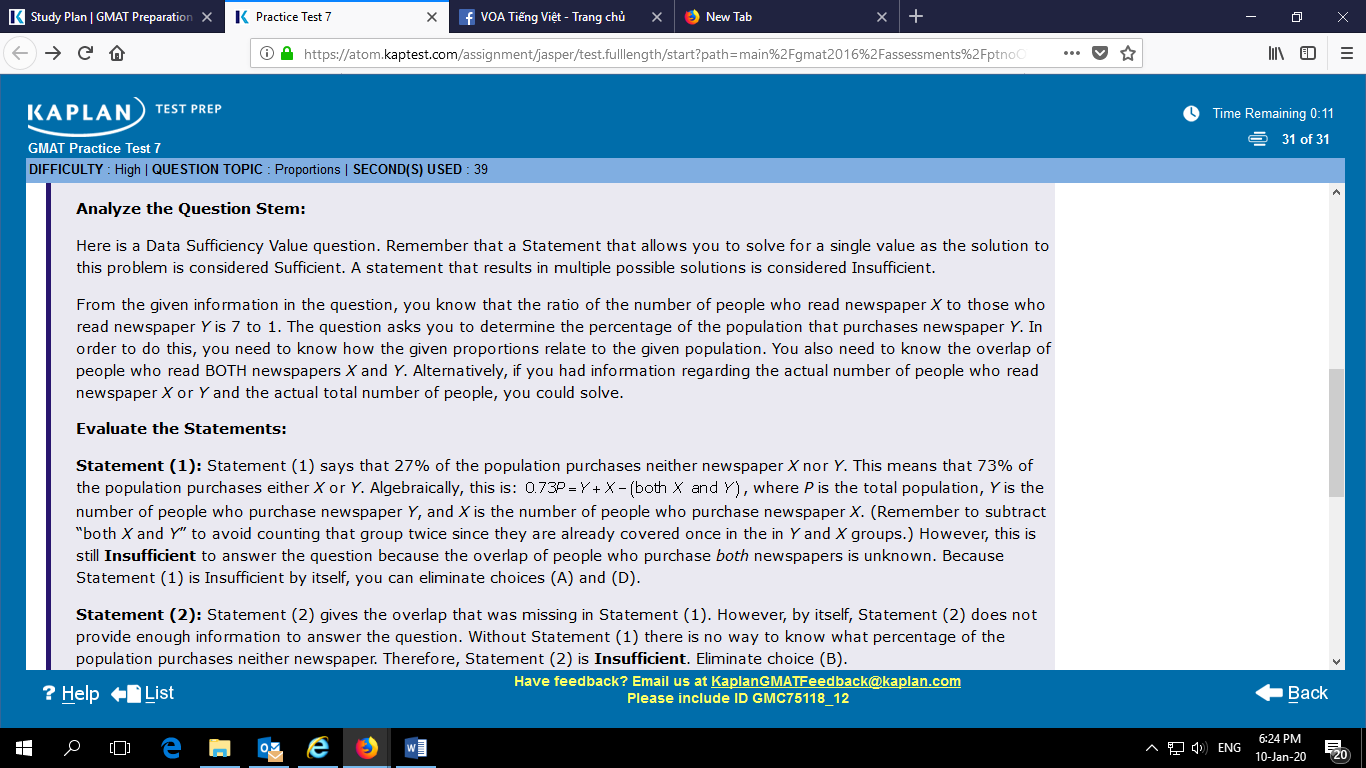 Study Plan | GMAT Preparation
Practice Test 7
VOA Tiếng Việt - Trang chủ
New Tab
https://atom.kaptest.com/assignment/jasper/test.fulllength/start?path=main%2Fgmat2016%2Fassessments%2Fptno
KAPLAN TEST PREP
Time Remaining 0:11
GMAT Practice Test 7
31 of 31
DIFFICULTY : High | QUESTION TOPIC : Proportions | SECOND(S) USED : 39
Analyze the Question Stem:
Here is a Data Sufficiency Value question. Remember that a Statement that allows you to solve for a single value as the solution to
this problem is considered Sufficient. A statement that results in multiple possible solutions is considered Insufficient.
From the given information in the question, you know that the ratio of the number of people who read newspaper X to those who
read newspaper Y is 7 to 1. The question asks you to determine the percentage of the population that purchases newspaper Y. In
order to do this, you need to know how the given proportions relate to the given population. You also need to know the overlap of
people who read BOTH newspapers X and Y. Alternatively, if you had information regarding the actual number of people who read
newspaper X or Y and the actual total number of people, you could solve.
Evaluate the Statements:
Statement (1): Statement (1) says that 27% of the population purchases neither newspaper X nor Y. This means that 73% of
the population purchases either X or Y. Algebraically, this is: 0.73P=Y+X−(both X and Y), where P is the total population, Y is the
number of people who purchase newspaper Y, and X is the number of people who purchase newspaper X. (Remember to subtract
"both X and Y" to avoid counting that group twice since they are already covered once in the in Y and X groups.) However, this is
still Insufficient to answer the question because the overlap of people who purchase both newspapers is unknown. Because
Statement (1) is Insufficient by itself, you can eliminate choices (A) and (D).
Statement (2): Statement (2) gives the overlap that was missing in Statement (1). However, by itself, Statement (2) does not
provide enough information to answer the question. Without Statement (1) there is no way to know what percentage of the
population purchases neither newspaper. Therefore, Statement (2) is Insufficient. Eliminate choice (B).
? Help
List
Have feedback? Email us at KaplanGMATFeedback@kaplan.com
Please include ID GMC75118_12
Back
ENG
6:24 PM
10-Jan-20
20